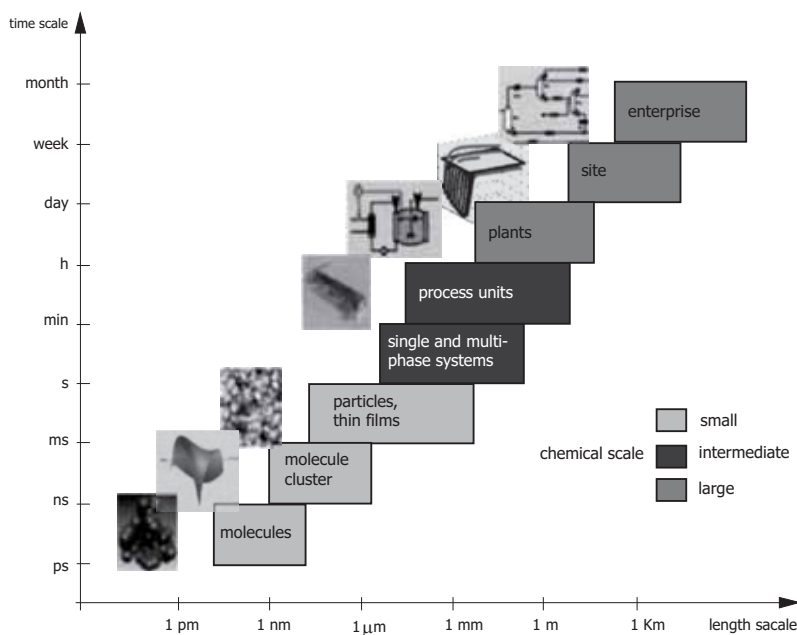 time scale
month
enterprise
week
site
day
plants
h
process units
min
single and multi-
phase systems
s
particles,
thin films
small
ms
chemical scale
intermediate
molecule
cluster
large
ns
molecules
ps
1 pm
1 nm
1 μm
1 mm
1 m
1 Km
length sacale